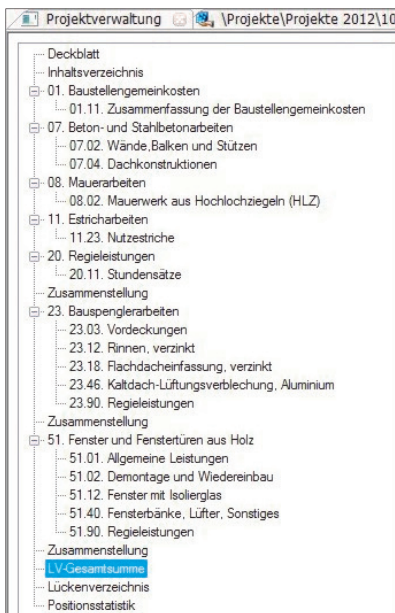 Projektverwaltung \Projekte\Projekte 2012\10
Deckblatt
Inhaltsverzeichnis
01. Baustellengemeinkosten
01.11. Zusammenfassung der Baustellengemeinkosten
07. Beton- und Stahlbetonarbeiten
07.02. Wände,Balken und Stützen
07.04. Dachkonstruktionen
08. Mauerarbeiten
08.02. Mauerwerk aus Hochlochziegeln (HLZ)
11. Estricharbeiten
11.23. Nutzestriche
20. Regieleistungen
20.11. Stundensätze
Zusammenstellung
23. Bauspenglerarbeiten
23.03. Vordeckungen
23.12. Rinnen, verzinkt
23.18. Flachdacheinfassung, verzinkt
23.46. Kaltdach-Lüftungsverblechung, Aluminium
23.90. Regieleistungen
Zusammenstellung
51. Fenster und Fenstertüren aus Holz
51.01. Allgemeine Leistungen
51.02. Demontage und Wiedereinbau
51.12. Fenster mit Isolierglas
51.40. Fensterbänke, Lüfter, Sonstiges
51.90. Regieleistungen
Zusammenstellung
LV-Gesamtsumme
Lückenverzeichnis
Positionsstatistik